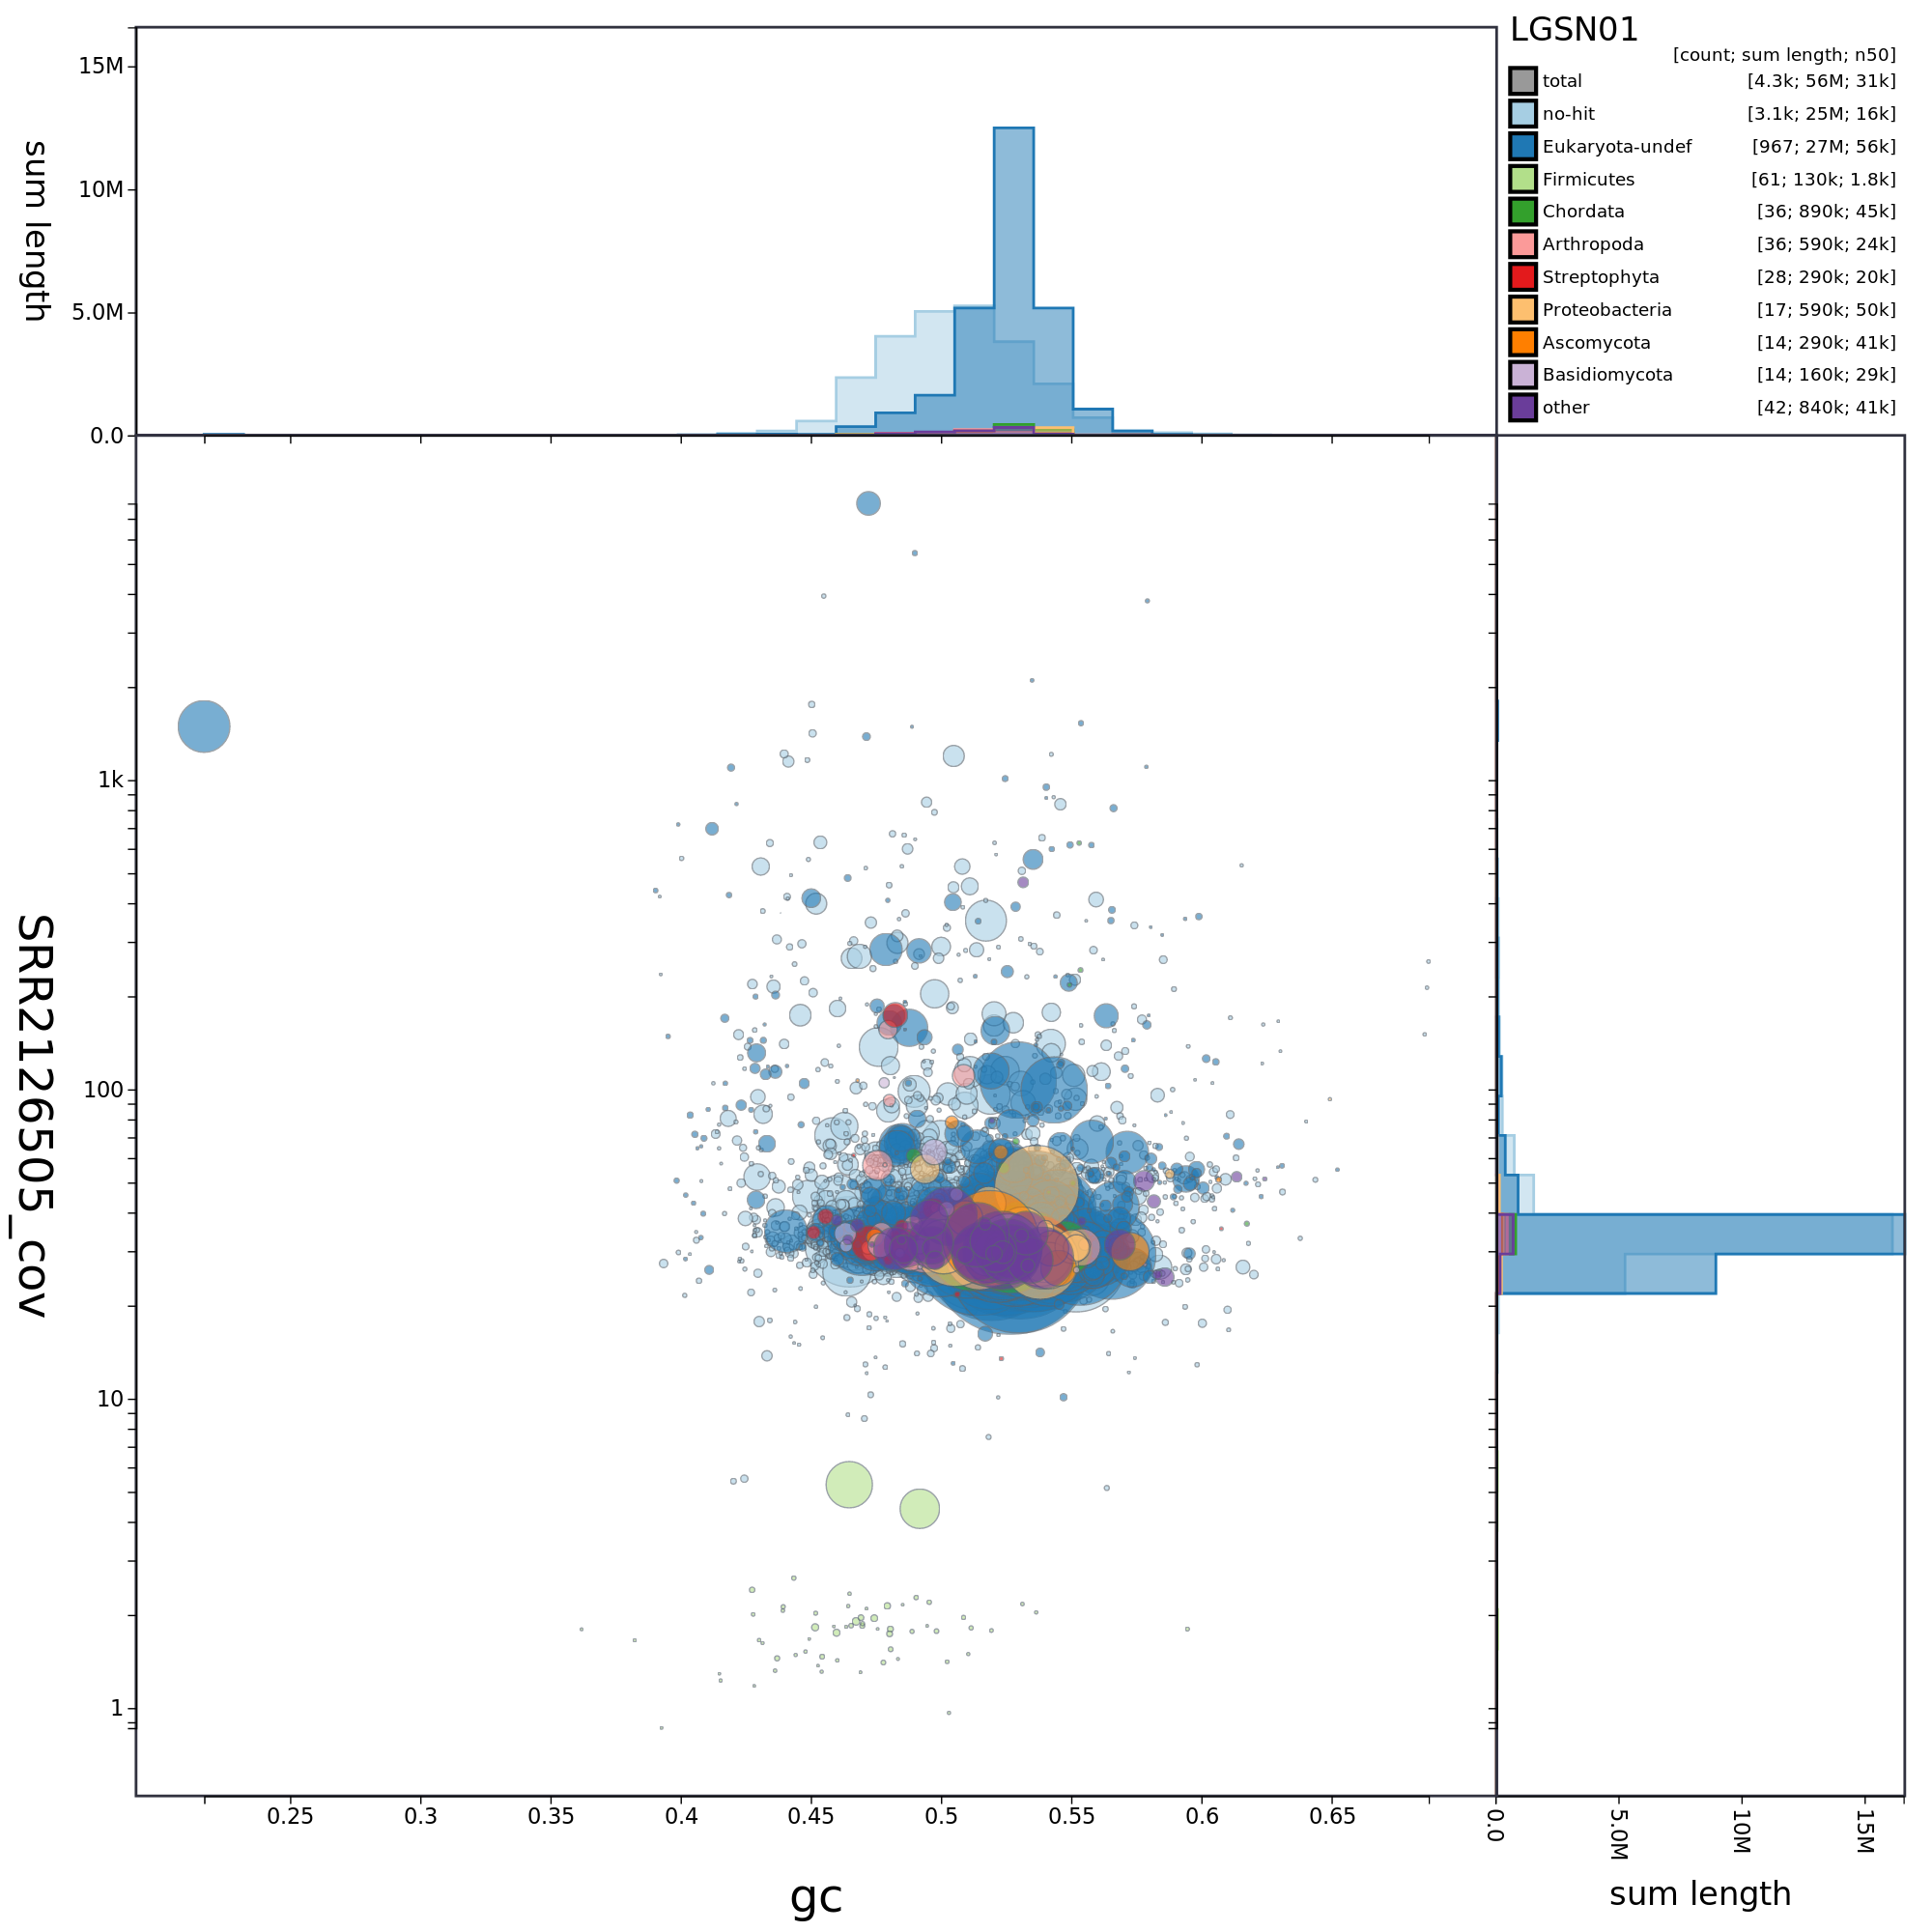 LGSN01
[count; sum length; n50]
total [4.3k; 56M; 31k]
no-hit [3.1k; 25M; 16k]
Eukaryota-undef [967; 27M; 56k]
Firmicutes [61; 130k; 1.8k]
Chordata [36; 890k; 45k]
Arthropoda [36; 590k; 24k]
Streptophyta [28; 290k; 20k]
Proteobacteria [17; 590k; 50k]
Ascomycota [14; 290k; 41k]
Basidiomycota [14; 160k; 29k]
other [42; 840k; 41k]
sum length
15M
10M
5.0M
0.0
SRR2126505_cov
1k
100
10
1
0.25 0.3 0.35 0.4 0.45 0.5 0.55 0.6 0.65
gc
0.0 5.0M 10M 15M
sum length